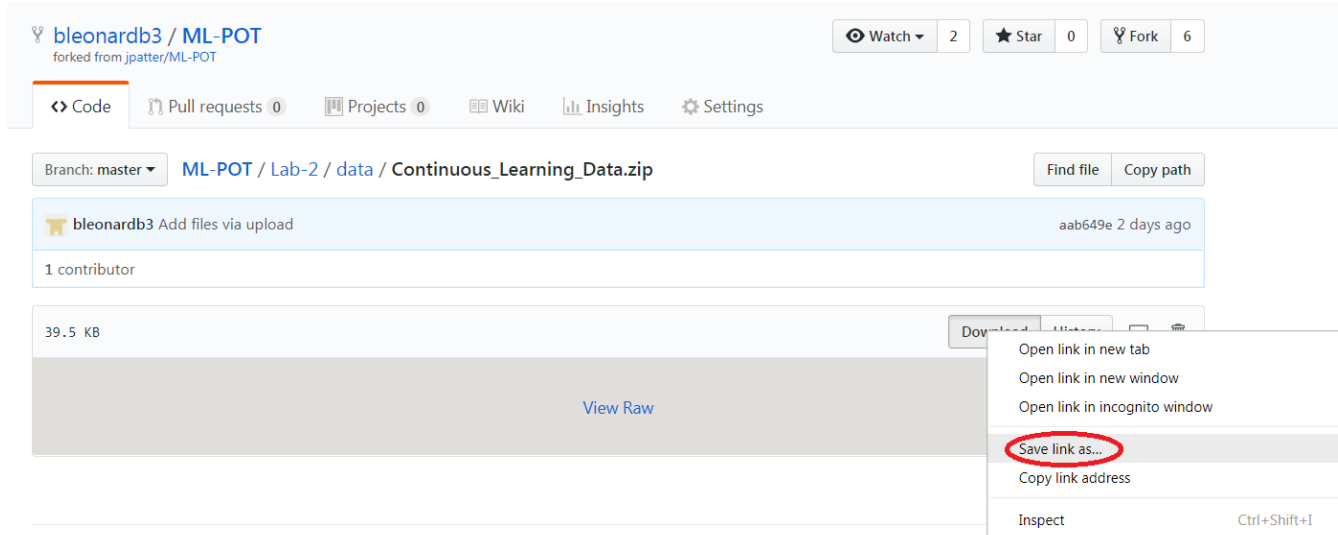 bleonardb3 / ML-POT
forked from jpatter/ML-POT
Watch 2 Star 0 Fork 6
Code Pull requests 0 Projects 0 Wiki Insights Settings
Branch: master ML-POT / Lab-2 / data / Continuous_Learning_Data.zip Find file Copy path
bleonardb3 Add files via upload aab649e 2 days ago
1 contributor
39.5 KB Download History
Open link in new tab
Open link in new window
View Raw
Open link in incognito window
Save link as...
Copy link address
Inspect Ctrl+Shift+I